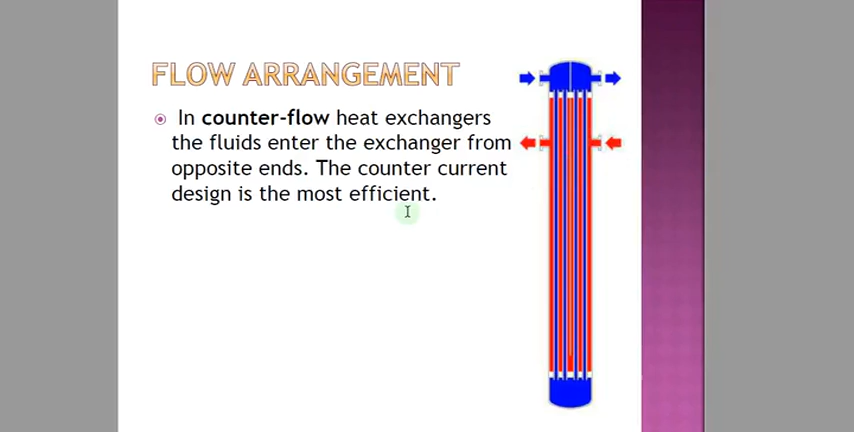 FLOW ARRANGEMENT
In counter-flow heat exchangers
the fluids enter the exchanger from
opposite ends. The counter current
design is the most efficient.